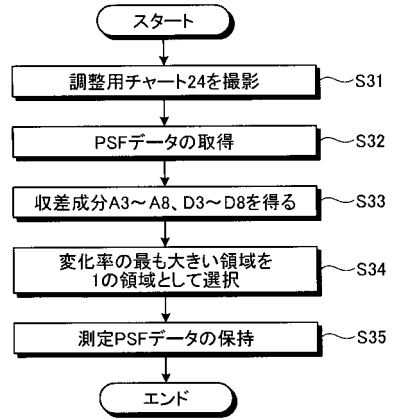 スタート
調整用チャート24を撮影
S31
PSFデータの取得
S32
収差成分A3～A8、D3～D8を得る
S33
変化率の最も大きい領域を
1の領域として選択
S34
測定PSFデータの保持
S35
エンド